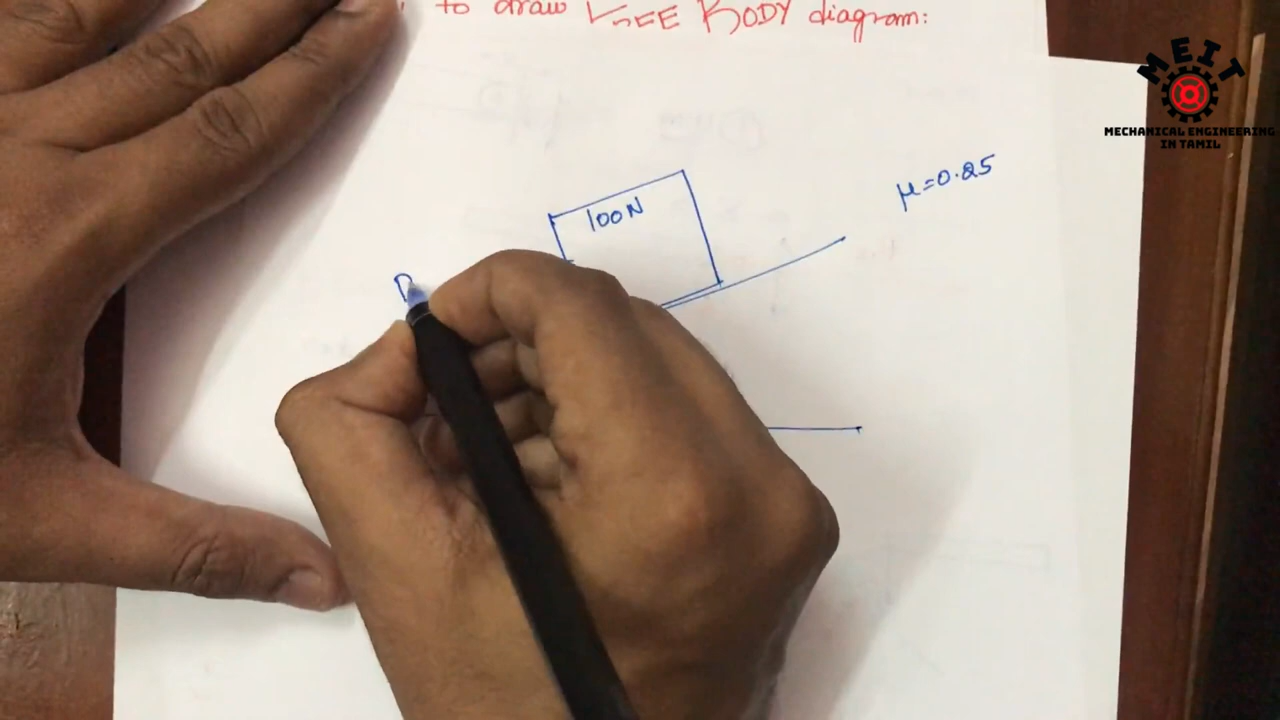 to draw FREE BODY diagram:
MEIT
MECHANICAL ENGINEERING
IN TAMIL
μ=0.25
100N
P